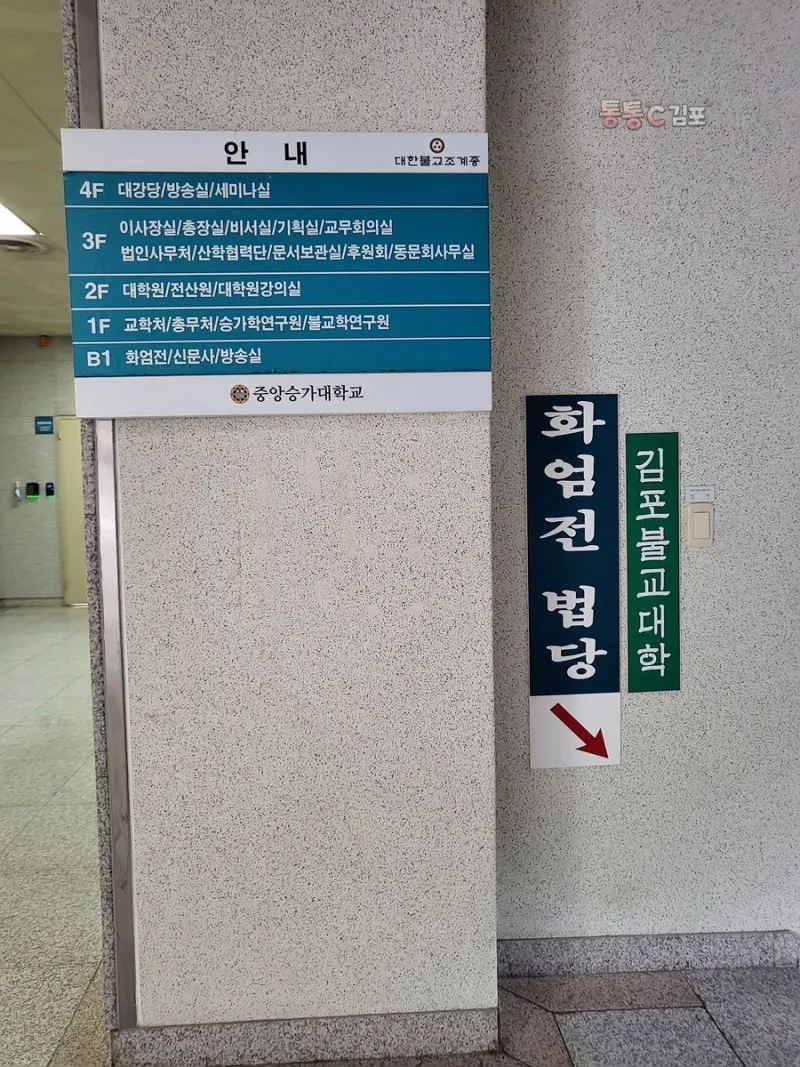 통통C김포
안 내
대한불교조계종
4F 대강당/방송실/세미나실
3F 이사장실/총장실/비서실/기획실/교무회의실
법인사무처/산학협력단/문서보관실/후원회/동문회사무실
2F 대학원/전산원/대학원강의실
1F 교학처/총무처/승가학연구원/불교학연구원
B1 화엄전/신문사/방송실
중앙승가대학교
화엄전 법당
김포불교대학